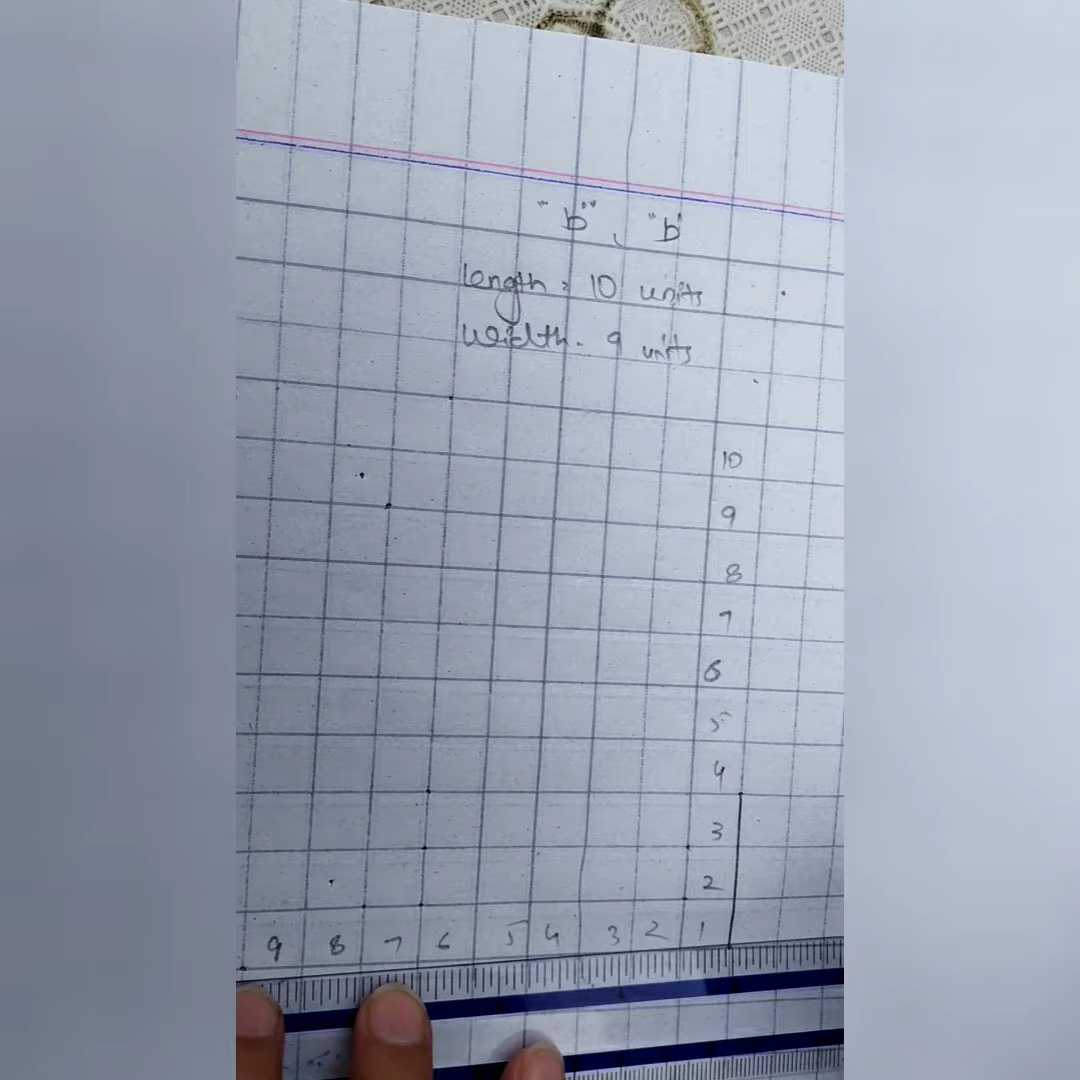 "b", "b"
length = 10 units
width - 9 units
10
9
8
7
6
5
4
3
2
9 8 7 6 5 4 3 2 1